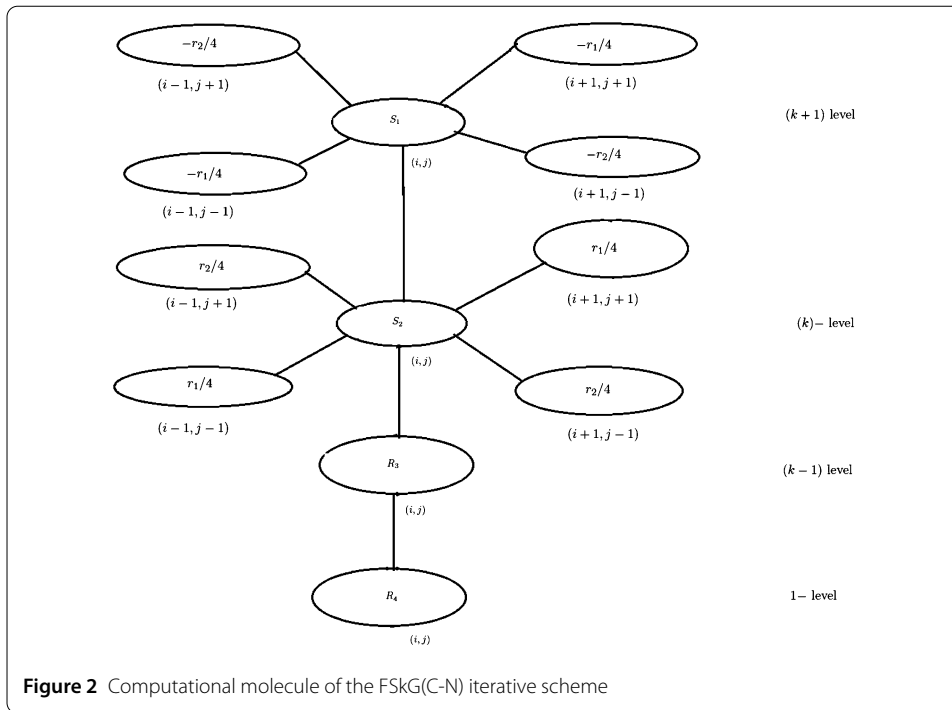 −r₂/4
−r₁/4
(i − 1, j + 1)
(i + 1, j + 1)
S₁
(k + 1) level
−r₂/4
(i, j)
−r₁/4
(i + 1, j − 1)
(i − 1, j − 1)
r₂/4
r₁/4
(i − 1, j + 1)
(i + 1, j + 1)
S₂
(k)− level
(i, j)
r₁/4
r₂/4
(i − 1, j − 1)
(i + 1, j − 1)
R₃
(k − 1) level
(i, j)
R₄
1− level
(i, j)
Figure 2 Computational molecule of the FSkG(C-N) iterative scheme